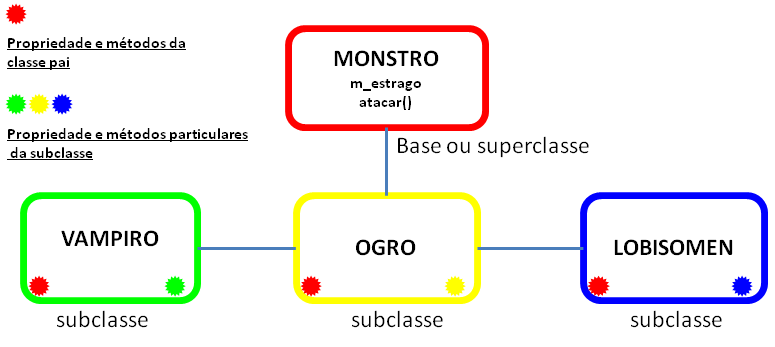 Propriedade e métodos da
classe pai
Propriedade e métodos particulares
da subclasse
MONSTRO
m_estrago
atacar()
Base ou superclasse
VAMPIRO
OGRO
LOBISOMEN
subclasse
subclasse
subclasse